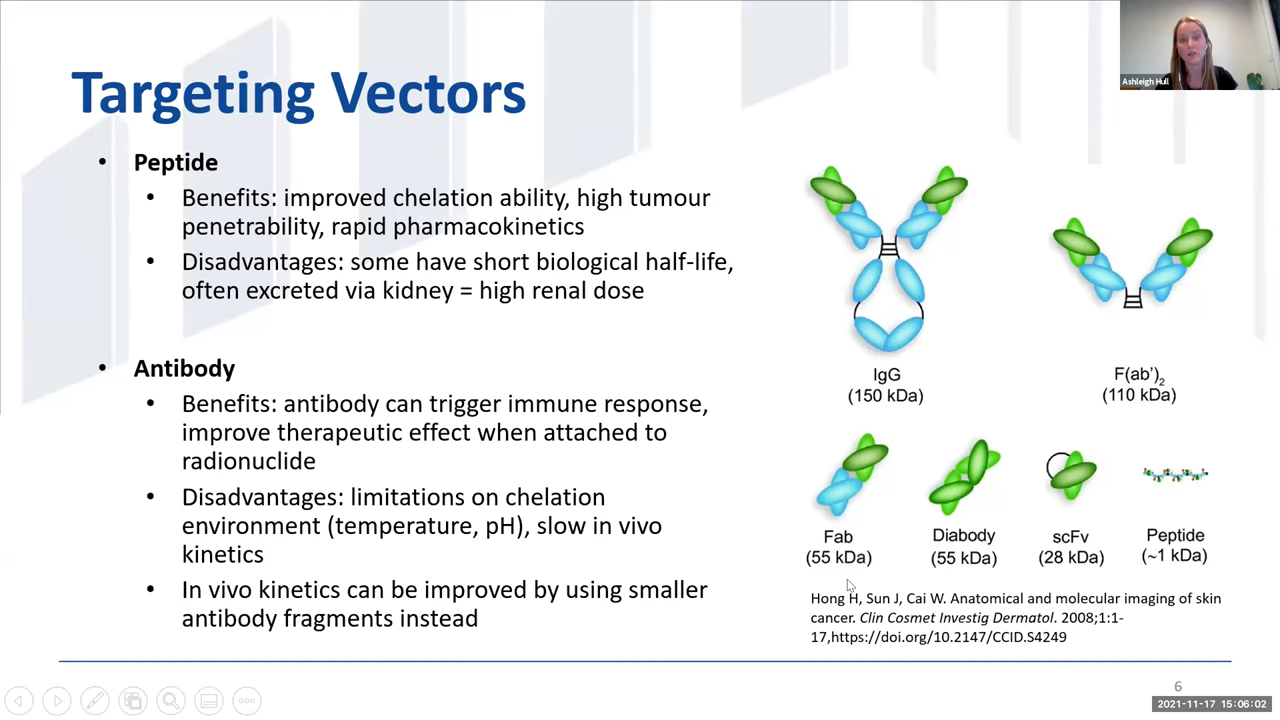 Targeting Vectors
• Peptide
• Benefits: improved chelation ability, high tumour
penetrability, rapid pharmacokinetics
• Disadvantages: some have short biological half-life,
often excreted via kidney = high renal dose
• Antibody
• Benefits: antibody can trigger immune response,
improve therapeutic effect when attached to
radionuclide
• Disadvantages: limitations on chelation
environment (temperature, pH), slow in vivo
kinetics
• In vivo kinetics can be improved by using smaller
antibody fragments instead
Ashleigh Hull
IgG
(150 kDa)
F(ab')₂
(110 kDa)
Fab
(55 kDa)
Diabody
(55 kDa)
scFv
(28 kDa)
Peptide
(~1 kDa)
Hong H, Sun J, Cai W. Anatomical and molecular imaging of skin
cancer. Clin Cosmet Investig Dermatol. 2008;1:1-
17,https://doi.org/10.2147/CCID.S4249
6
2021-11-17 15:06:02